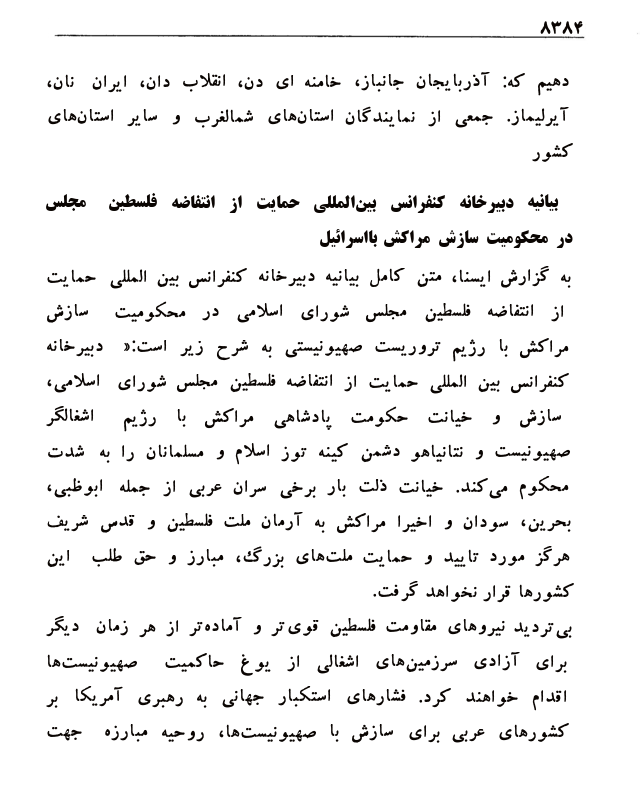 ۸۳۸۴
دهیم که: آذربایجان جانباز، خامنه ای دن، انقلاب دان، ایران نان،
آیرلیماز. جمعی از نمایندگان استان‌های شمالغرب و سایر استان‌های
کشور
بیانیه دبیرخانه کنفرانس بین‌المللی حمایت از انتفاضه فلسطین مجلس
در محکومیت سازش مراکش بااسرائیل
به گزارش ایسنا، متن کامل بیانیه دبیرخانه کنفرانس بین المللی حمایت
از انتفاضه فلسطین مجلس شورای اسلامی در محکومیت سازش
مراکش با رژیم تروریست صهیونیستی به شرح زیر است:« دبیرخانه
کنفرانس بین المللی حمایت از انتفاضه فلسطین مجلس شورای اسلامی،
سازش و خیانت حکومت پادشاهی مراکش با رژیم اشغالگر
صهیونیست و نتانیاهو دشمن کینه توز اسلام و مسلمانان را به شدت
محکوم می‌کند. خیانت ذلت بار برخی سران عربی از جمله ابوظبی،
بحرین، سودان و اخیرا مراکش به آرمان ملت فلسطین و قدس شریف
هرگز مورد تایید و حمایت ملت‌های بزرگ، مبارز و حق طلب این
کشورها قرار نخواهد گرفت.
بی‌تردید نیروهای مقاومت فلسطین قوی‌تر و آماده‌تر از هر زمان دیگر
برای آزادی سرزمین‌های اشغالی از یوغ حاکمیت صهیونیست‌ها
اقدام خواهند کرد. فشارهای استکبار جهانی به رهبری آمریکا بر
کشورهای عربی برای سازش با صهیونیست‌ها، روحیه مبارزه جهت